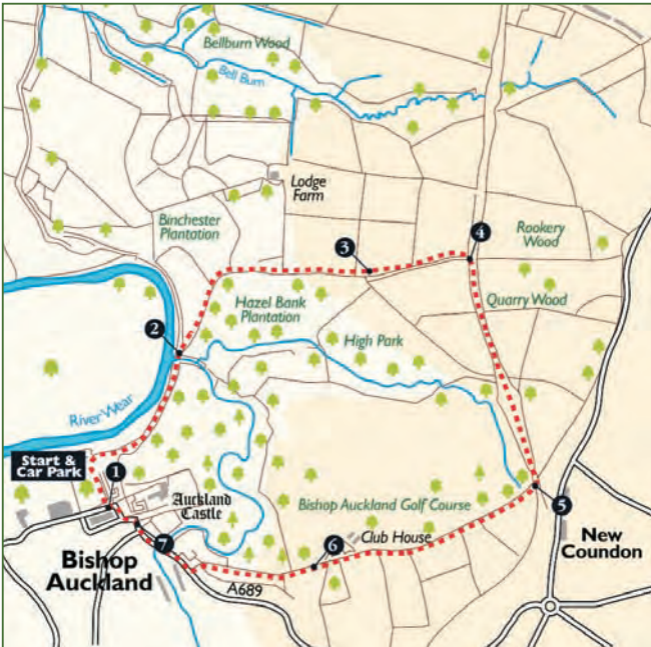 Bellburn Wood
Bell Burn
Lodge
Farm
Binchester
Plantation
3
4
Rookery
Wood
Hazel Bank
Plantation
Quarry Wood
2
High Park
River Wear
Start &
Car Park
1
Auckland
Castle
Bishop Auckland Golf Course
5
7
6
Club House
New
Coundon
Bishop
Auckland
A689